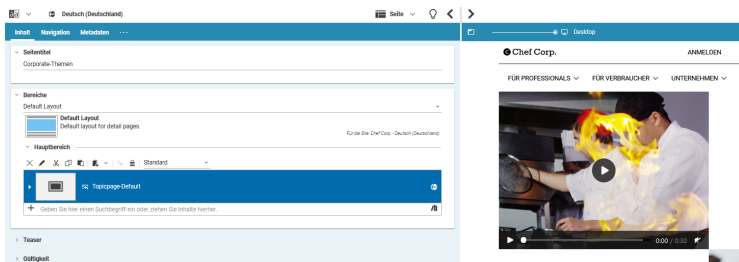 Deutsch (Deutschland)
Seite
Inhalt Navigation Metadaten ···
Desktop
Seitentitel
Corporate-Themen
Bereiche
Default Layout
Default Layout
Default layout for detail pages.
Für die Site: Chef Corp. - Deutsch (Deutschland)
Hauptbereich
Standard
Topicpage-Default
Geben Sie hier einen Suchbegriff ein oder ziehen Sie Inhalte hierher.
Teaser
Gültigkeit
Chef Corp.
ANMELDEN
FÜR PROFESSIONALS
FÜR VERBRAUCHER
UNTERNEHMEN
0:00 / 0:30